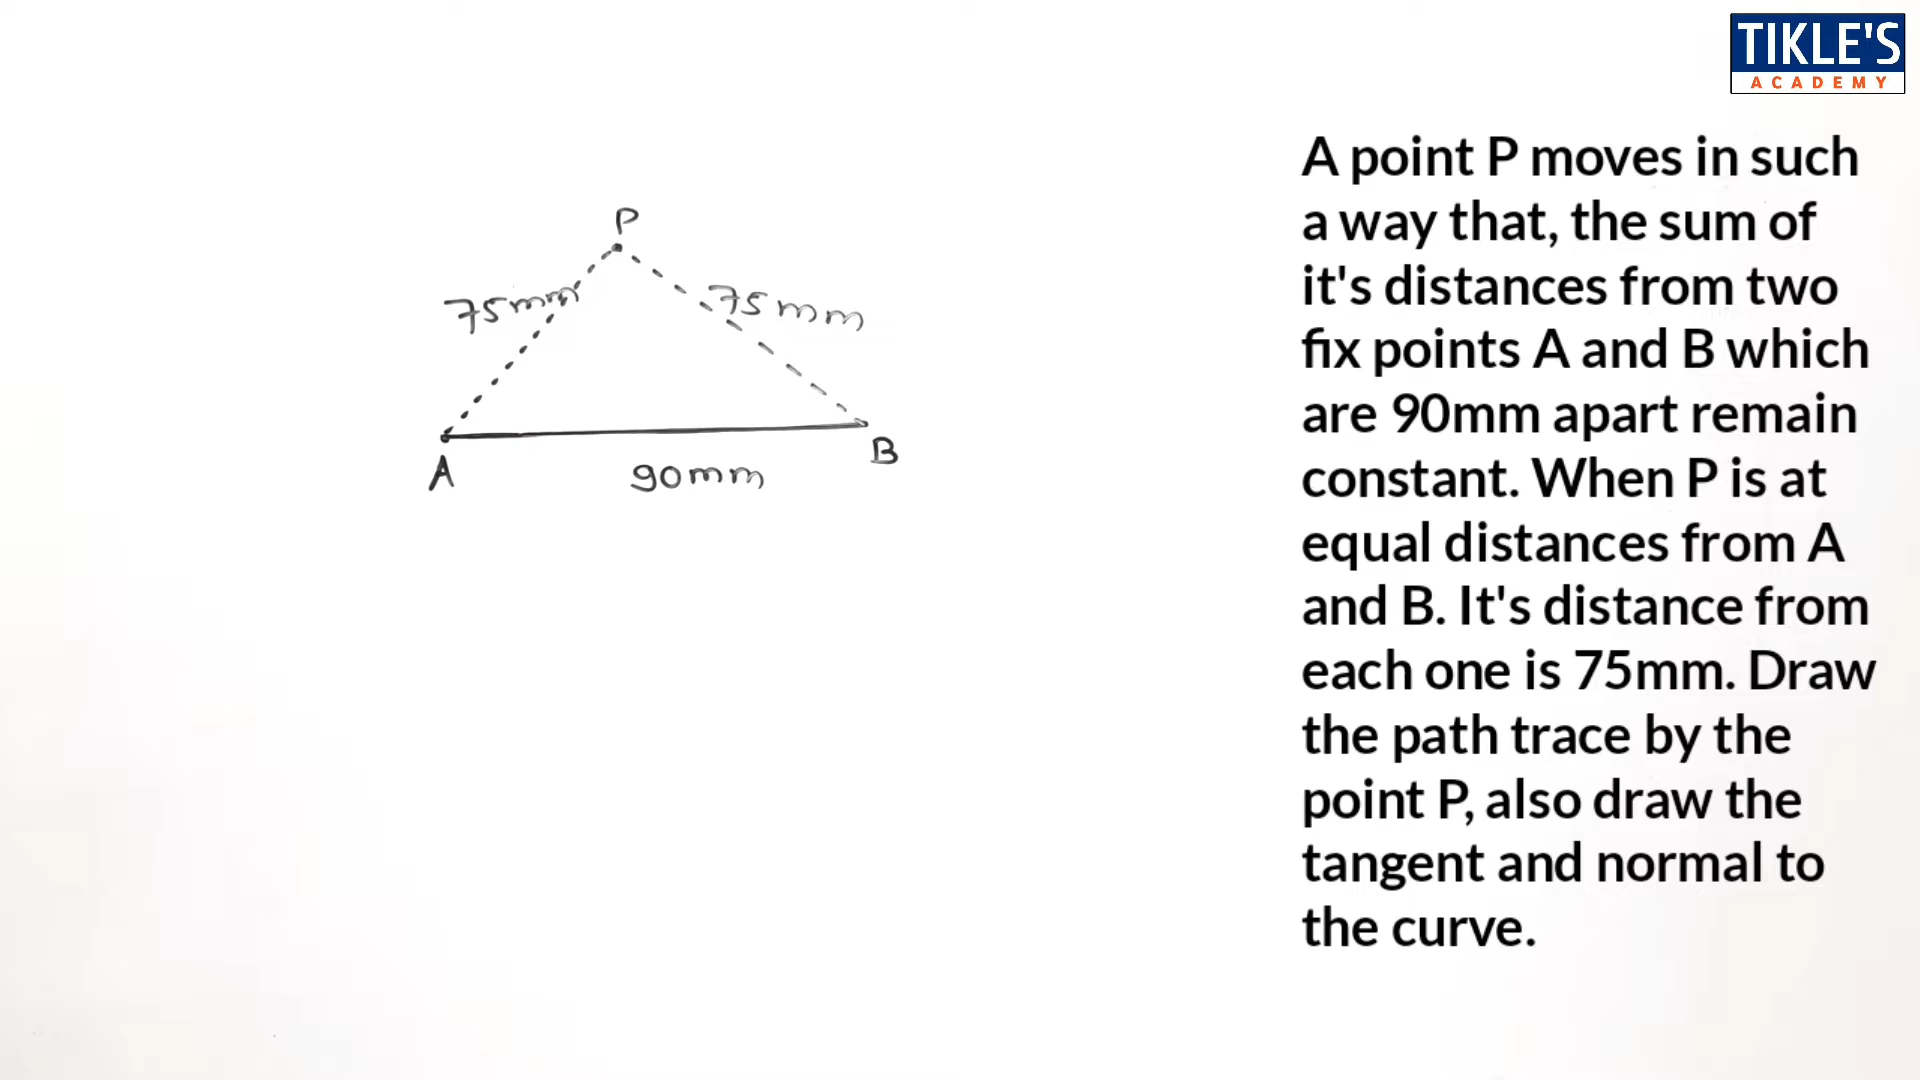 TIKLE'S
ACADEMY
A point P moves in such
a way that, the sum of
it's distances from two
fix points A and B which
are 90mm apart remain
constant. When P is at
equal distances from A
and B. It's distance from
each one is 75mm. Draw
the path trace by the
point P, also draw the
tangent and normal to
the curve.
P
75mm 75mm
A 90mm B